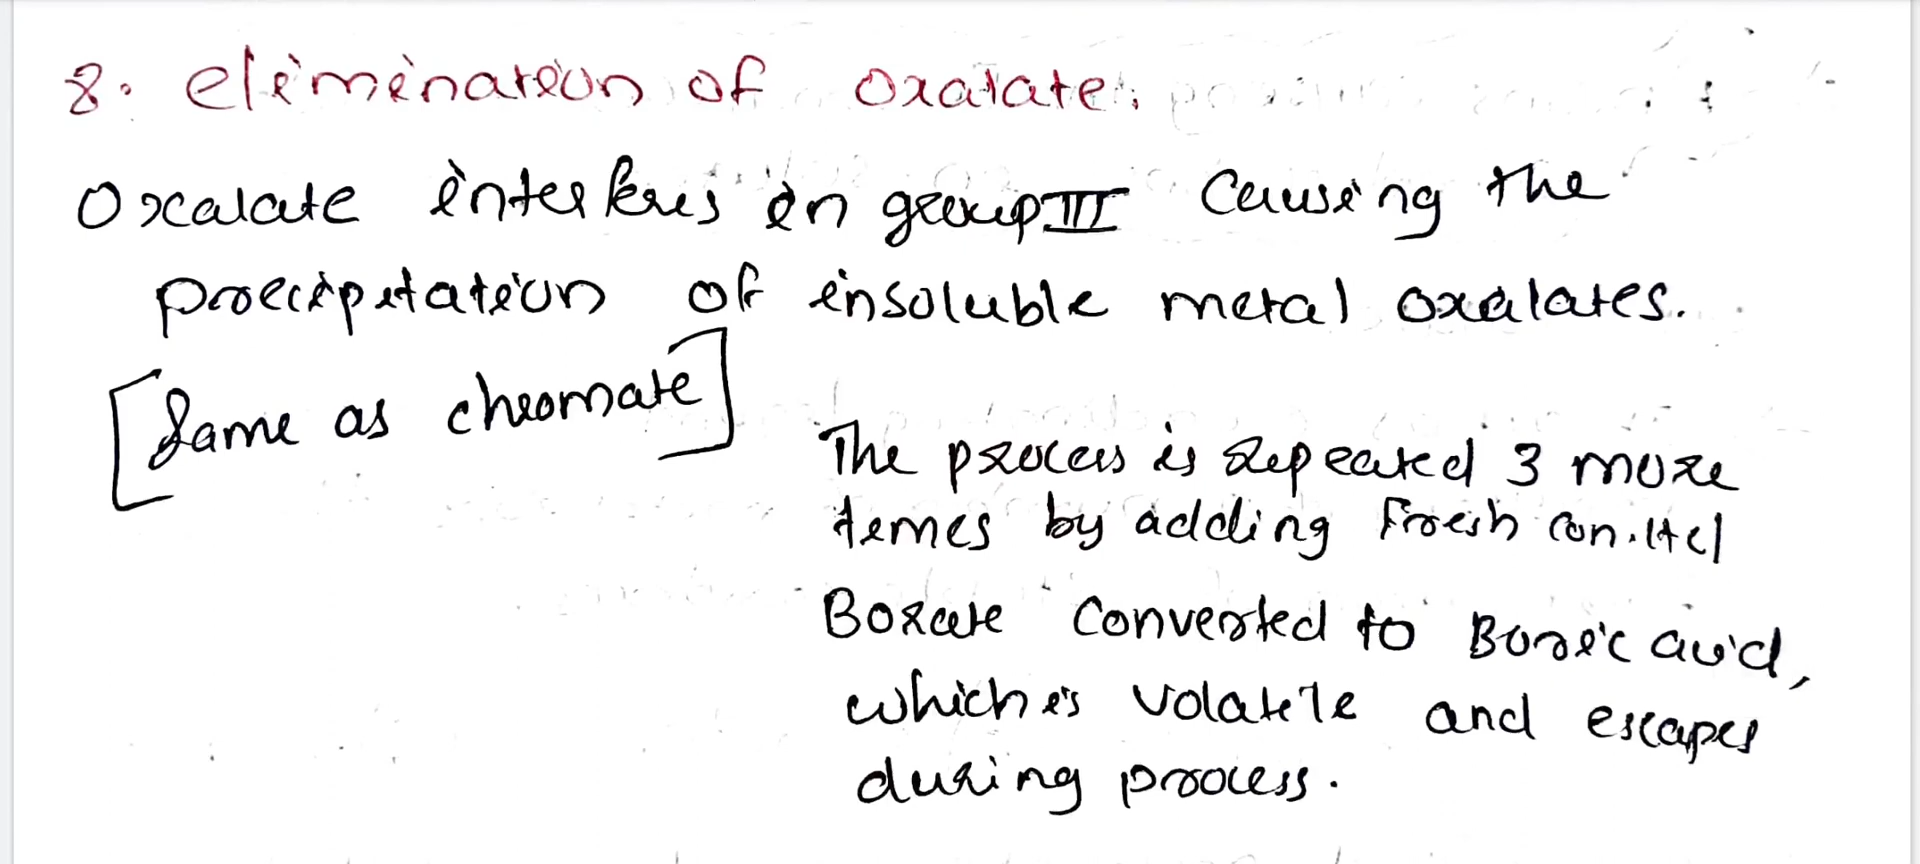 8. elimination of oxalate.
Oxalate interferes in group III causing the
precipitation of insoluble metal oxalates.
[Same as chromate]
The process is repeated 3 more
times by adding fresh con. HCl
Borate converted to Boric acid,
which is volatile and escapes
during process.